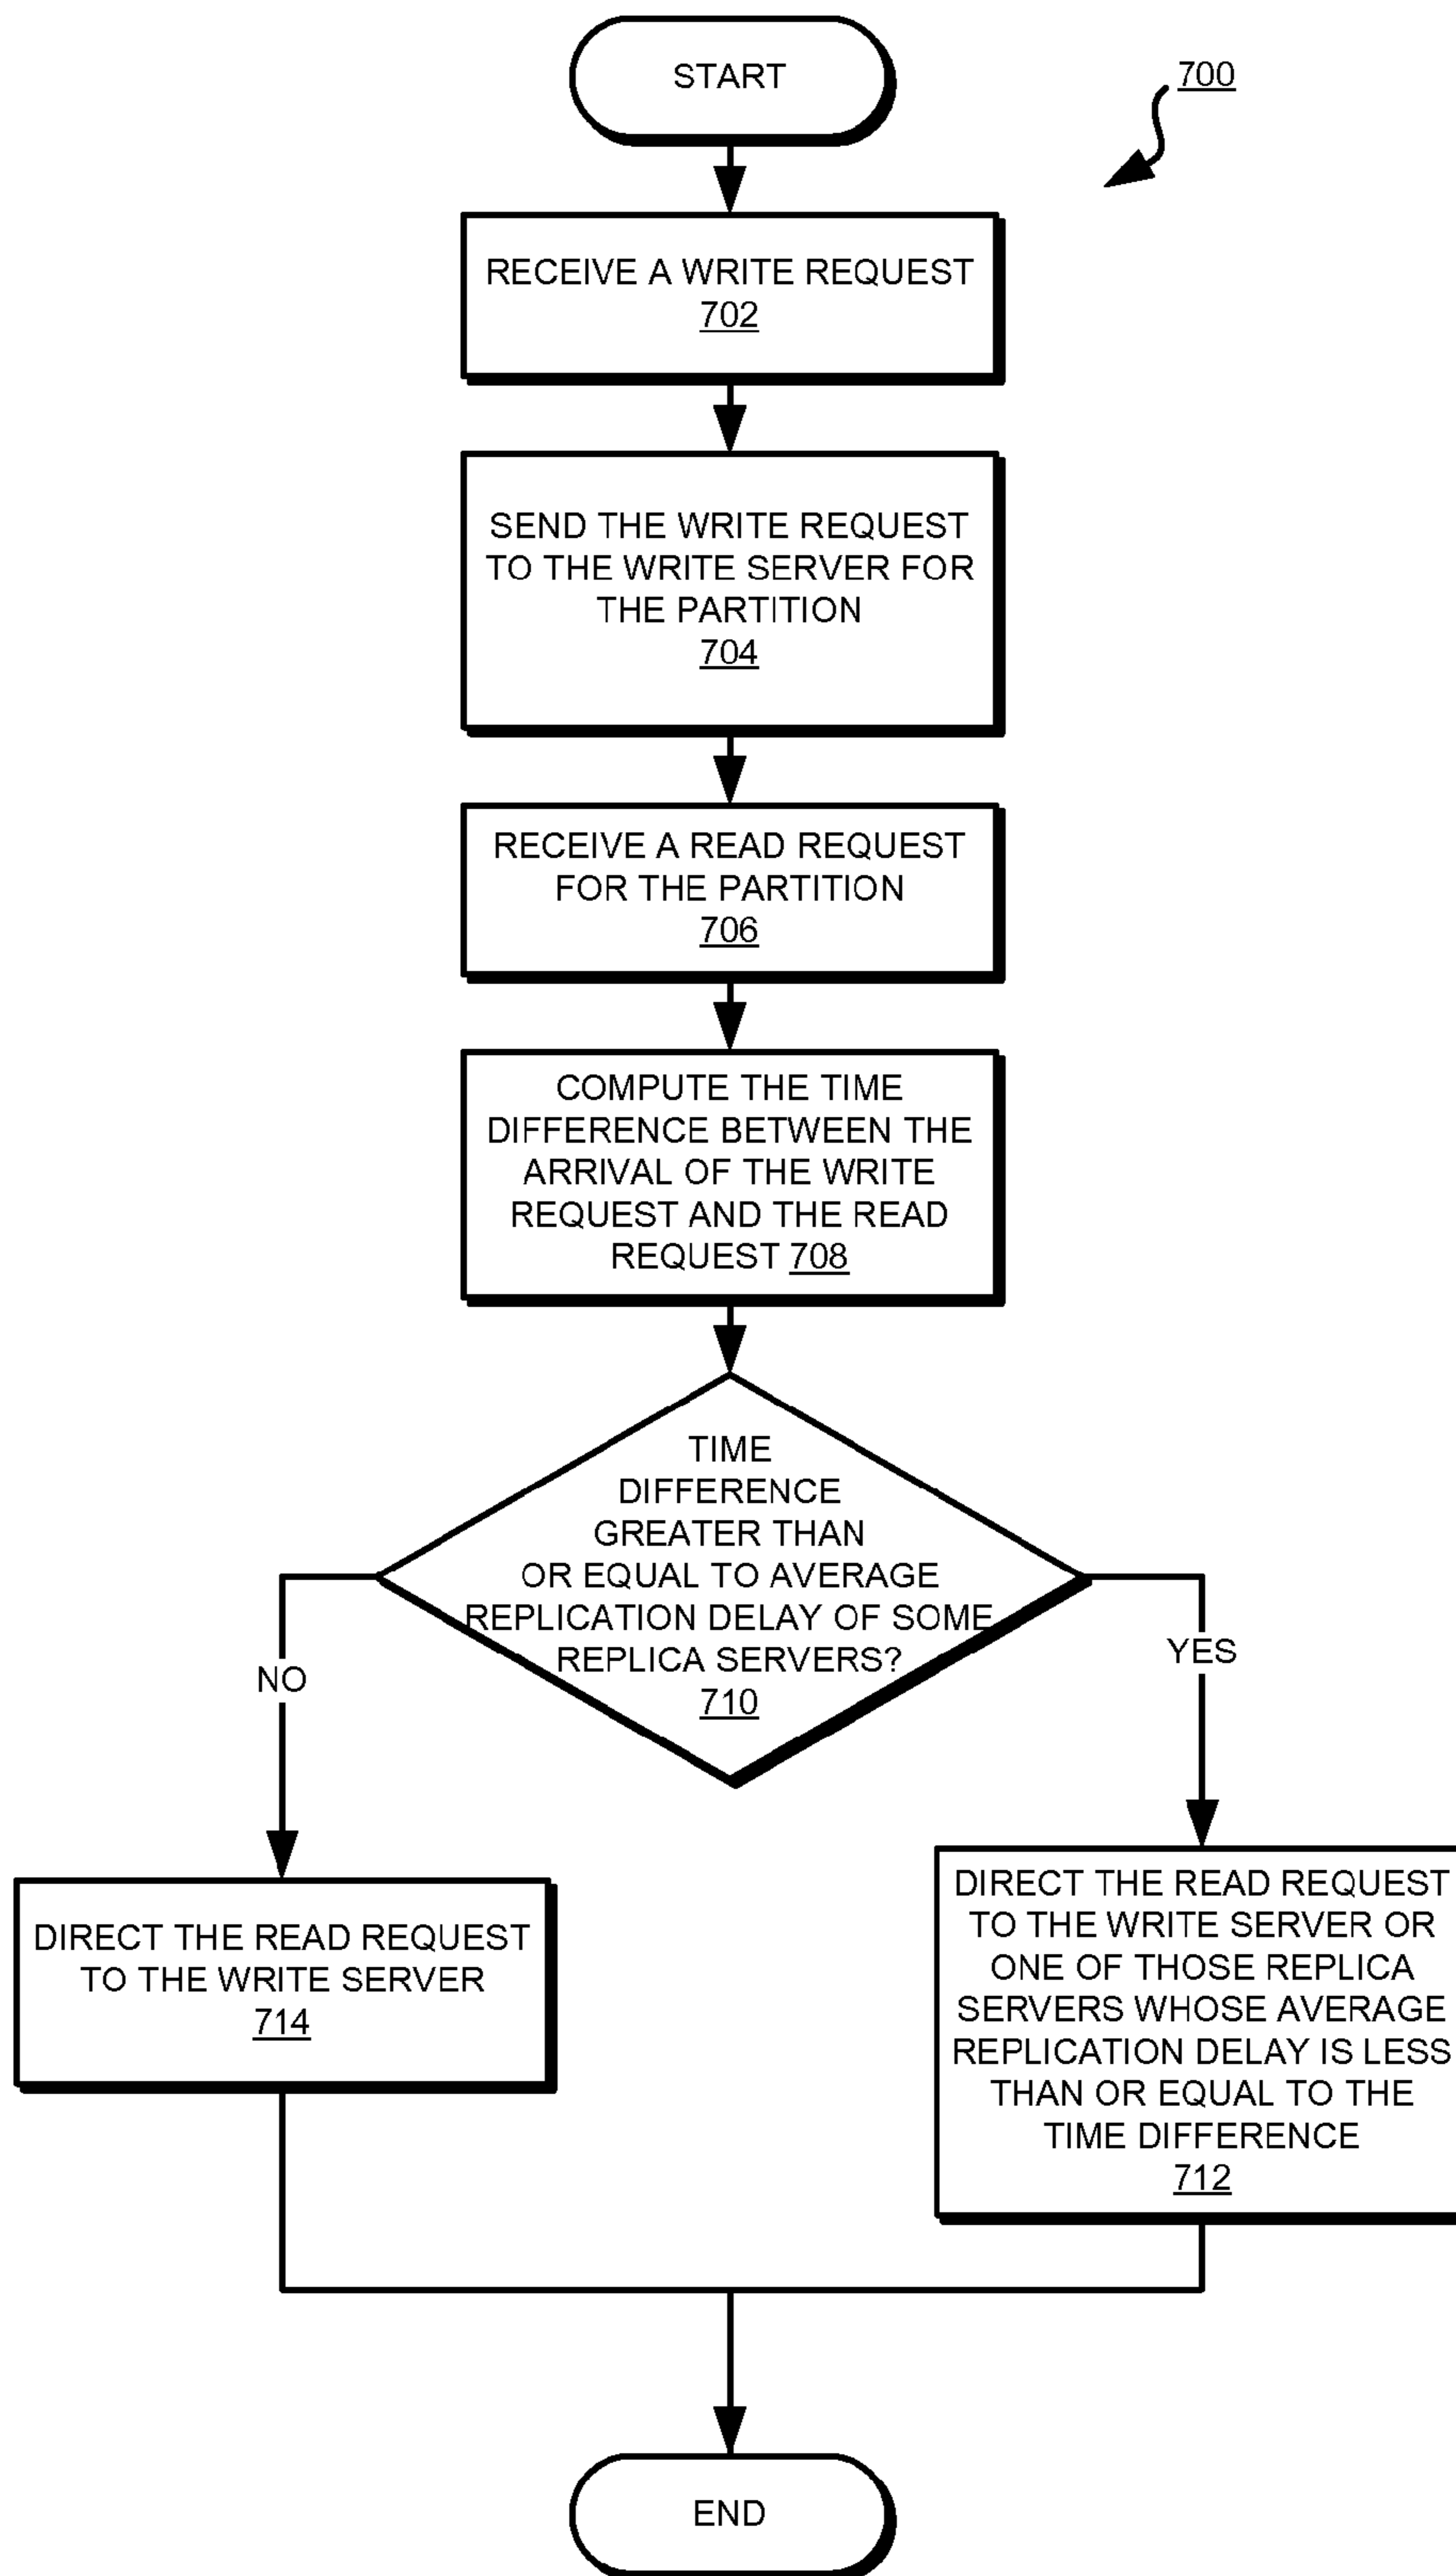 START
700
RECEIVE A WRITE REQUEST
702
SEND THE WRITE REQUEST
TO THE WRITE SERVER FOR
THE PARTITION
704
RECEIVE A READ REQUEST
FOR THE PARTITION
706
COMPUTE THE TIME
DIFFERENCE BETWEEN THE
ARRIVAL OF THE WRITE
REQUEST AND THE READ
REQUEST 708
TIME
DIFFERENCE
GREATER THAN
OR EQUAL TO AVERAGE
REPLICATION DELAY OF SOME
REPLICA SERVERS?
710
NO
YES
DIRECT THE READ REQUEST
TO THE WRITE SERVER
714
DIRECT THE READ REQUEST
TO THE WRITE SERVER OR
ONE OF THOSE REPLICA
SERVERS WHOSE AVERAGE
REPLICATION DELAY IS LESS
THAN OR EQUAL TO THE
TIME DIFFERENCE
712
END